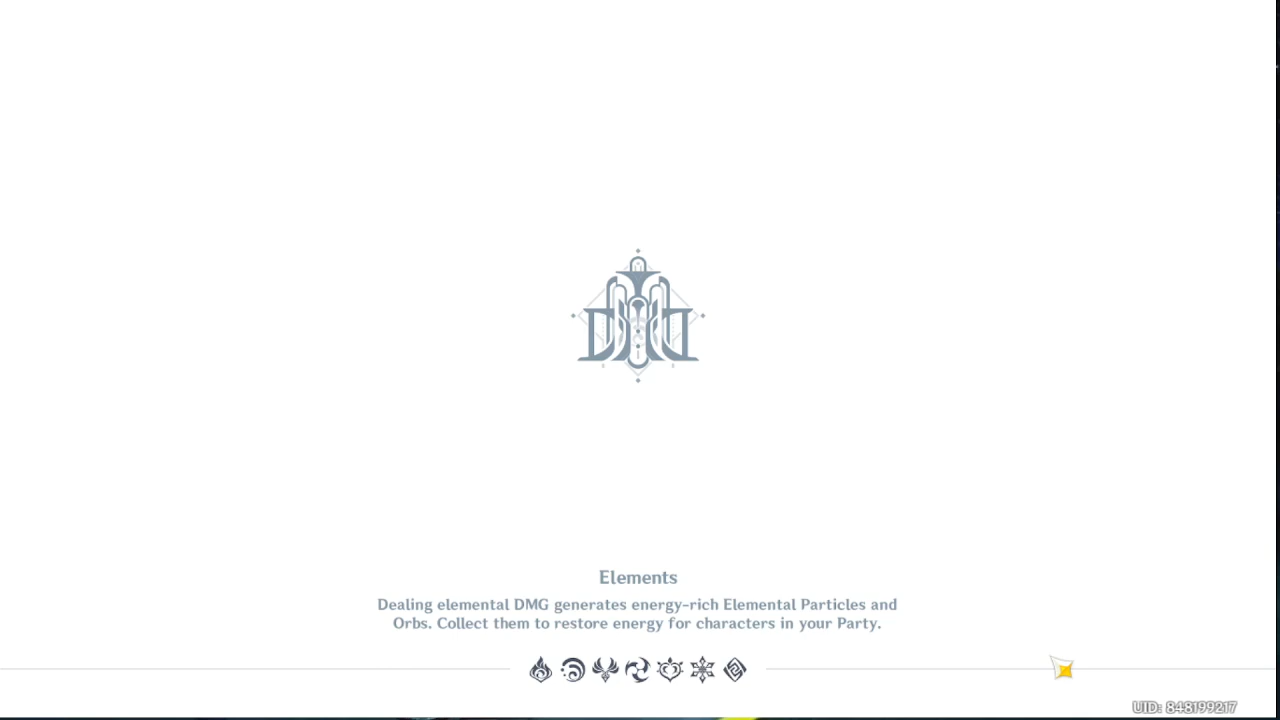 Elements
Dealing elemental DMG generates energy-rich Elemental Particles and
Orbs. Collect them to restore energy for characters in your Party.
UID: 848199217